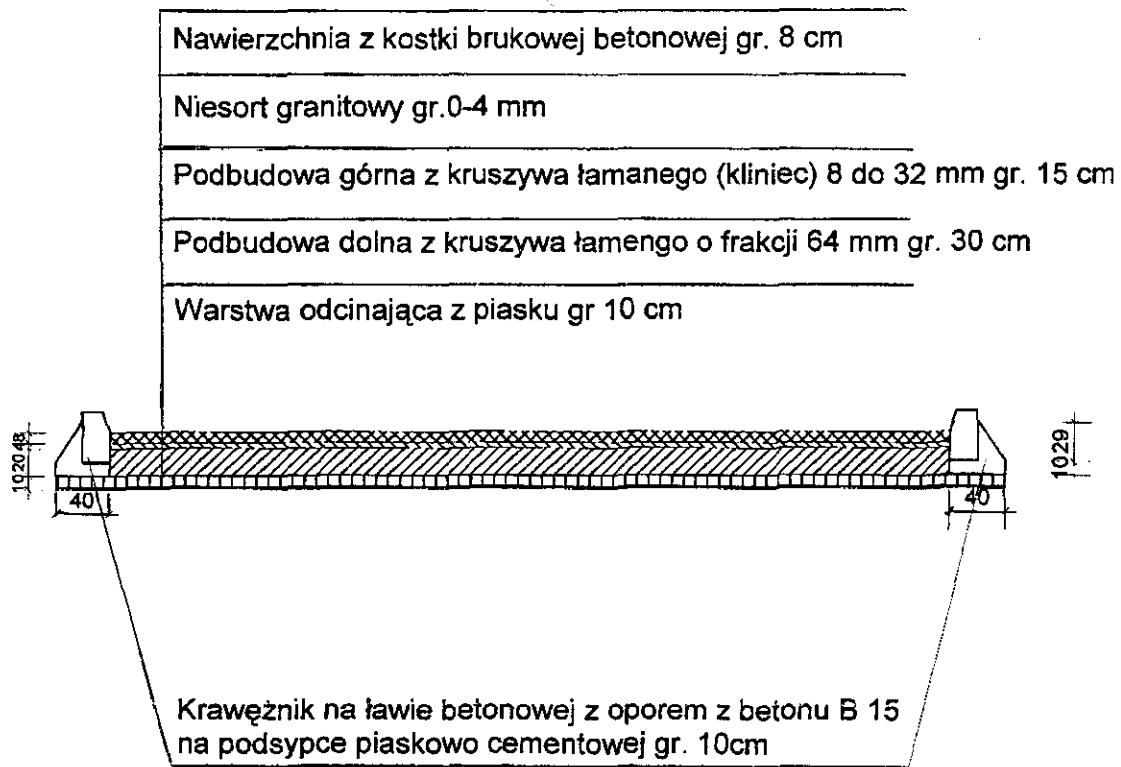 Nawierzchnia z kostki brukowej betonowej gr. 8 cm
Niesort granitowy gr.0-4 mm
Podbudowa górna z kruszywa łamanego (kliniec) 8 do 32 mm gr. 15 cm
Podbudowa dolna z kruszywa łamengo o frakcji 64 mm gr. 30 cm
Warstwa odcinająca z piasku gr 10 cm
102048
1029
40
40
Krawężnik na ławie betonowej z oporem z betonu B 15
na podsypce piaskowo cementowej gr. 10cm